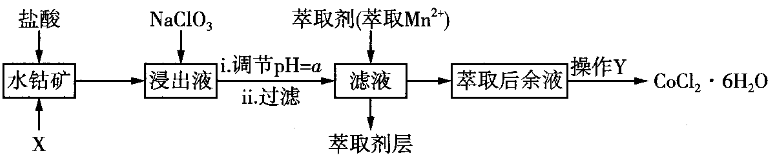 盐酸 NaClO₃ 萃取剂(萃取Mn²⁺)
水钴矿 浸出液 i.调节pH=a ii.过滤 滤液 萃取后余液 操作Y CoCl₂·6H₂O
X 萃取剂层